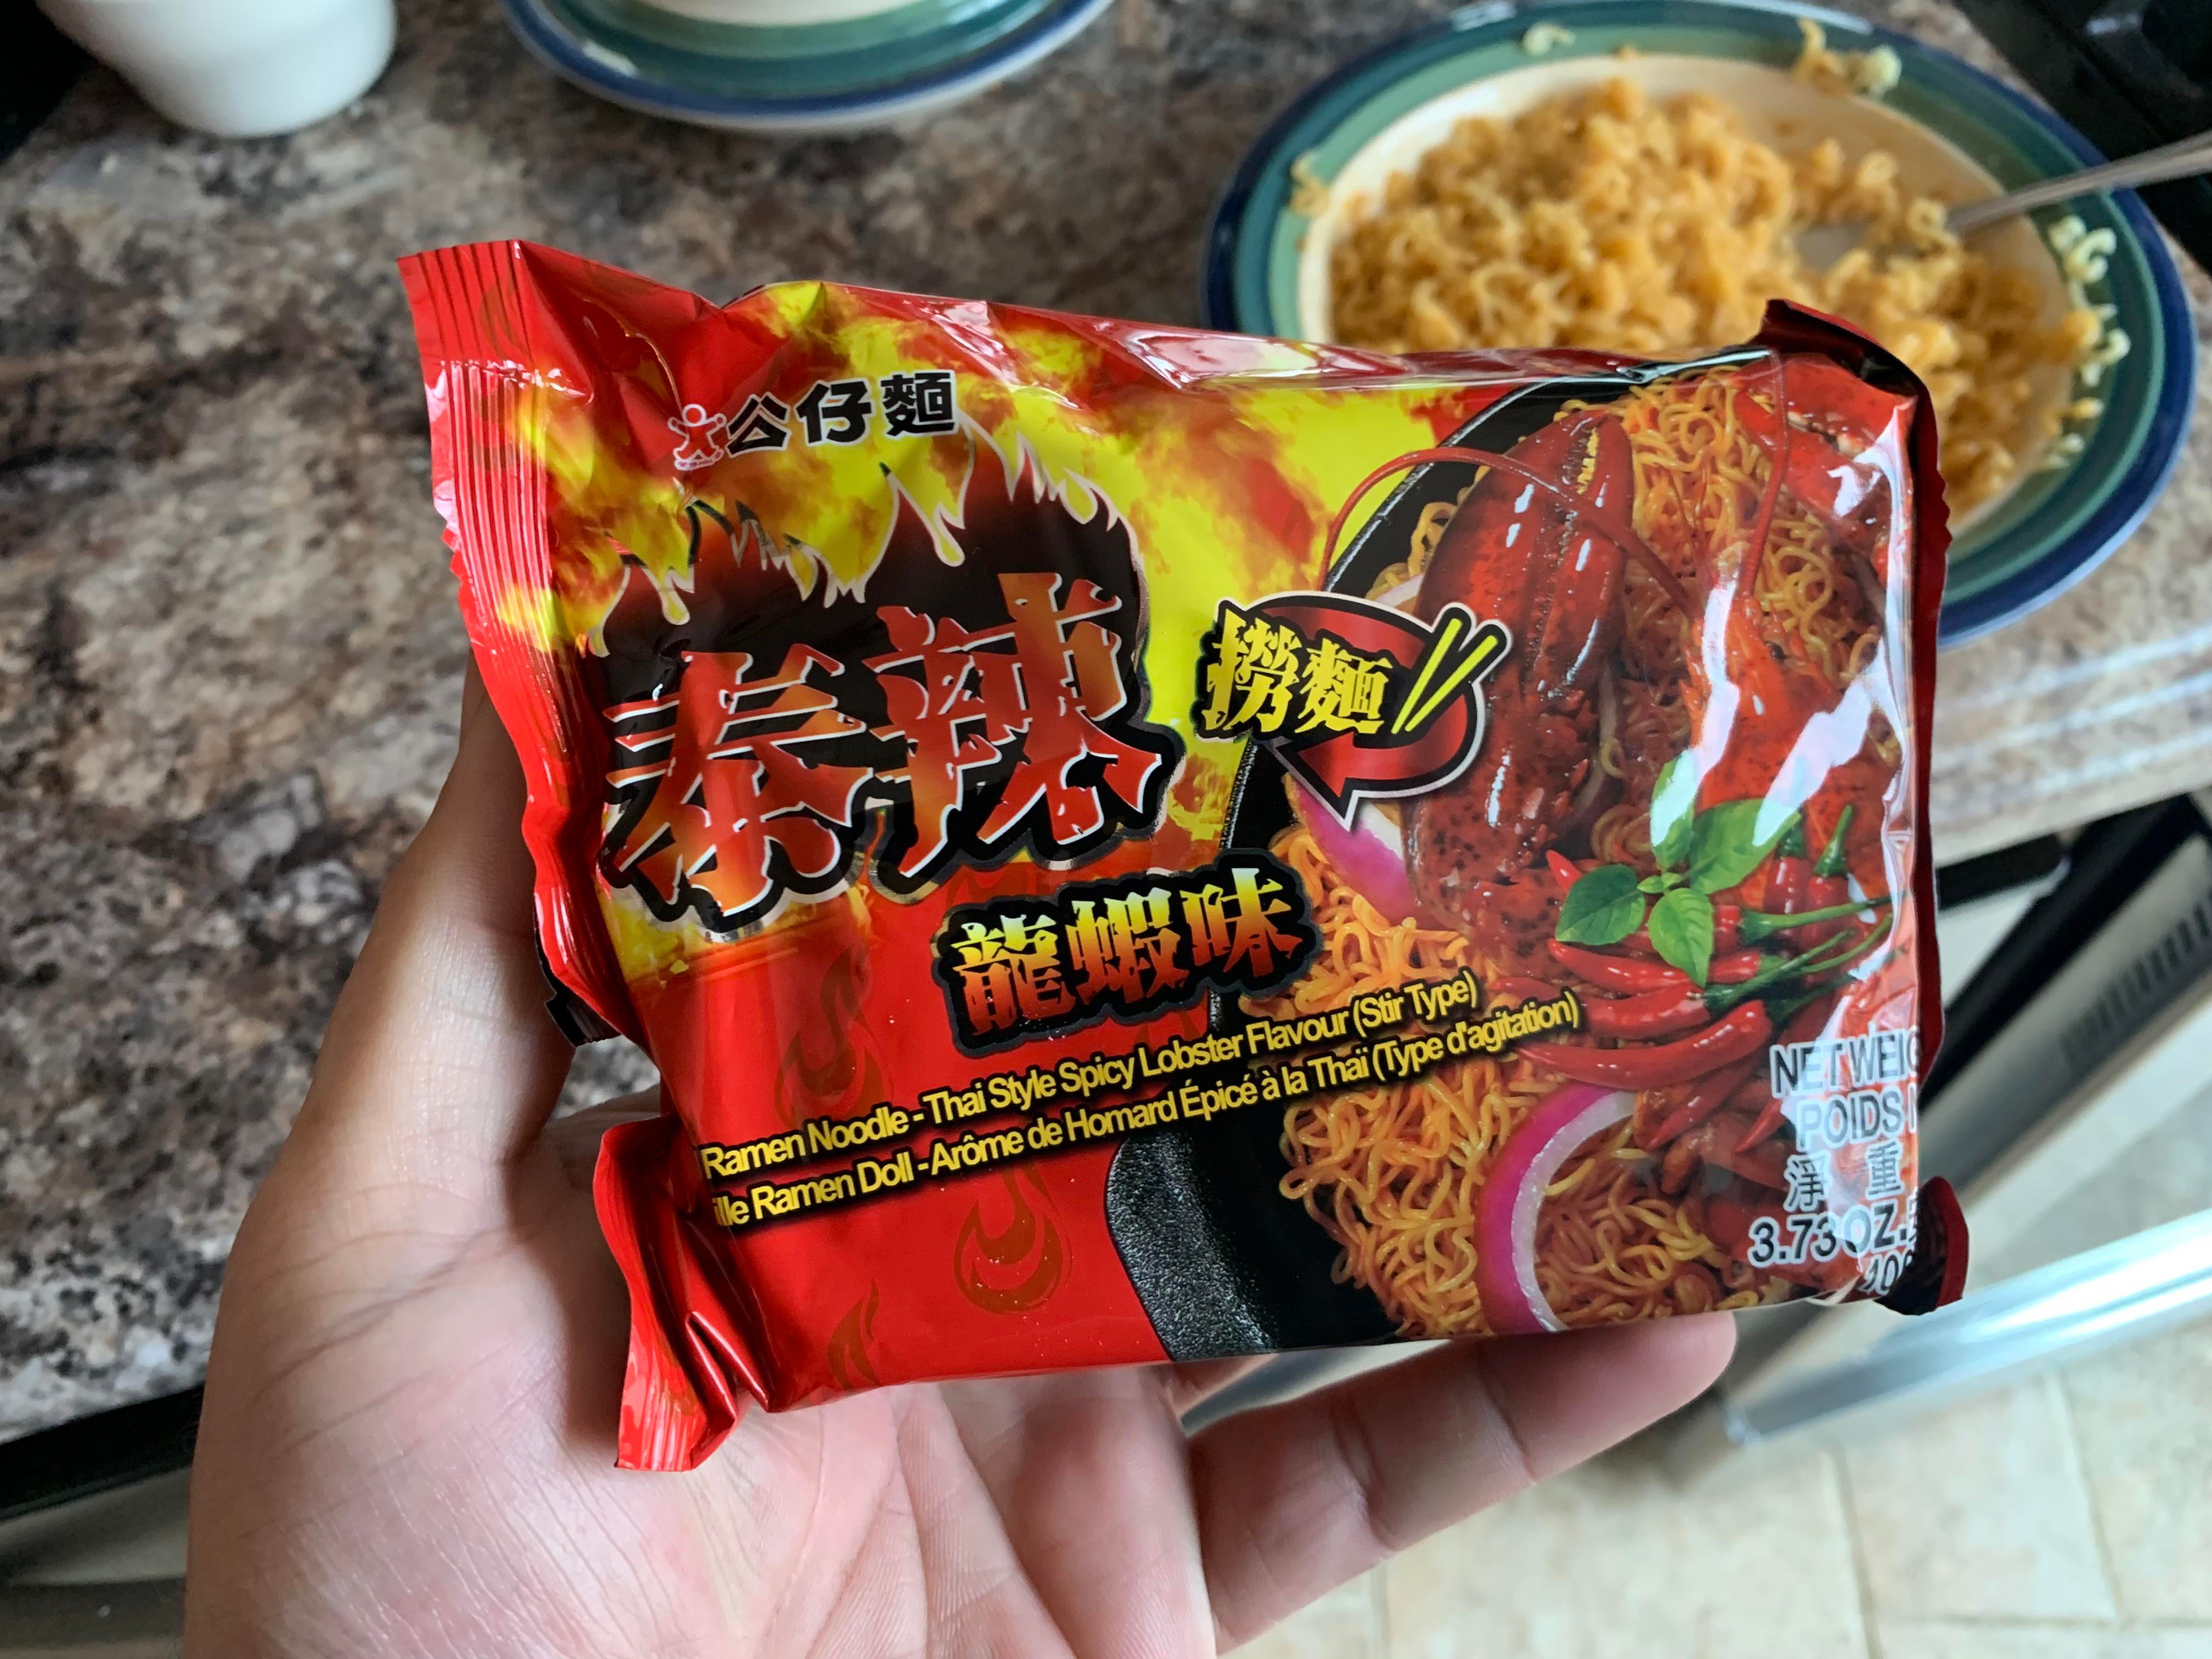 公仔麵
泰辣
撈麵
龍蝦味
Ramen Noodle - Thai Style Spicy Lobster Flavour (Stir Type)
Ramen Doll - Arôme de Homard Épicé à la Thaï (Type d'agitation)
NET
POIDS
淨 重
3.73 OZ.